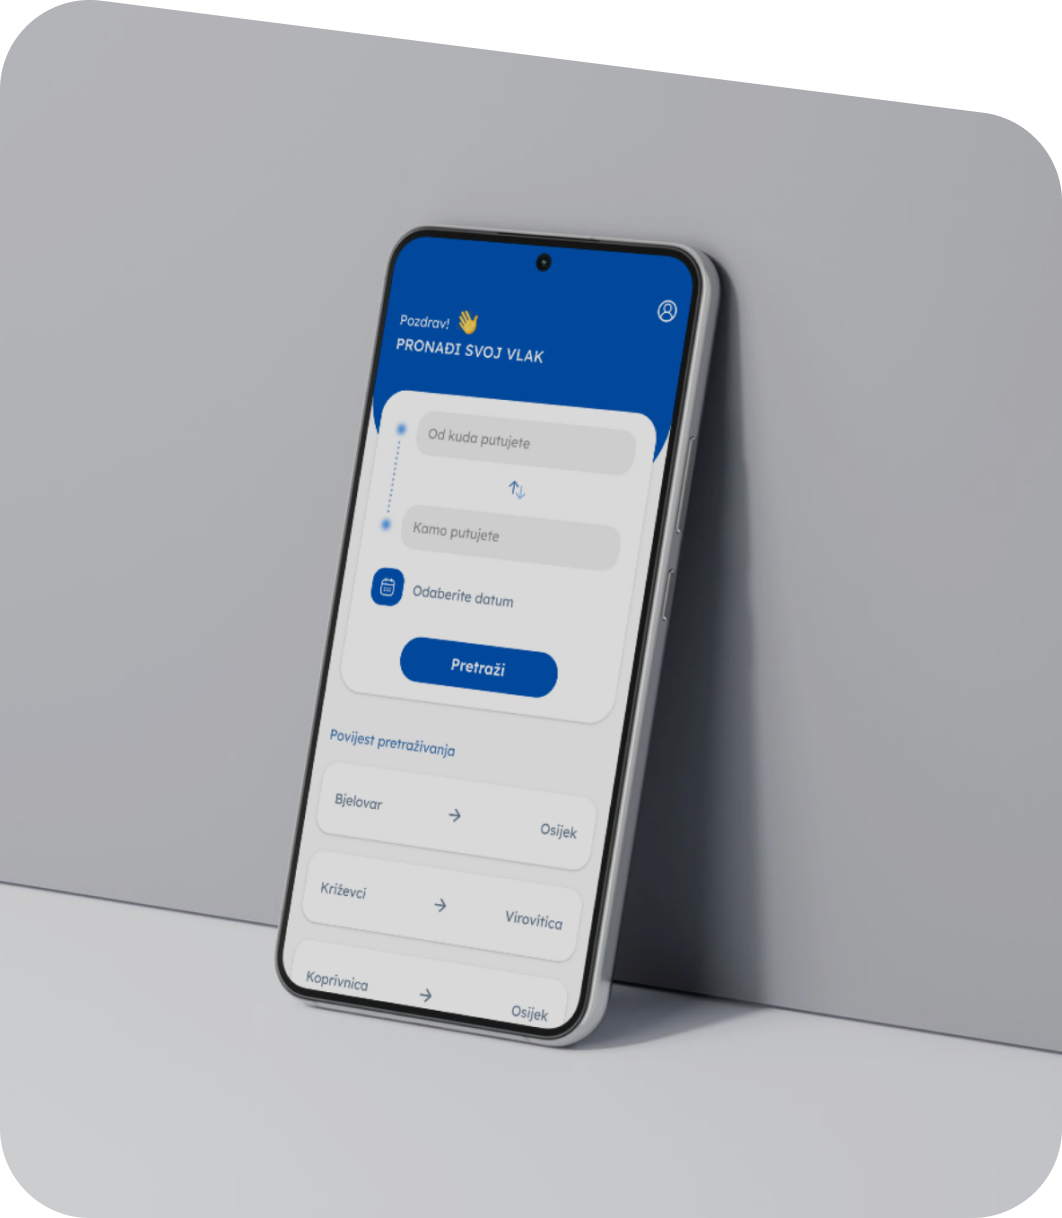 Pozdrav! 👋
PRONAĐI SVOJ VLAK
Od kuda putujete
Kamo putujete
Odaberite datum
Pretraži
Povijest pretraživanja
Bjelovar → Osijek
Križevci → Virovitica
Koprivnica → Osijek